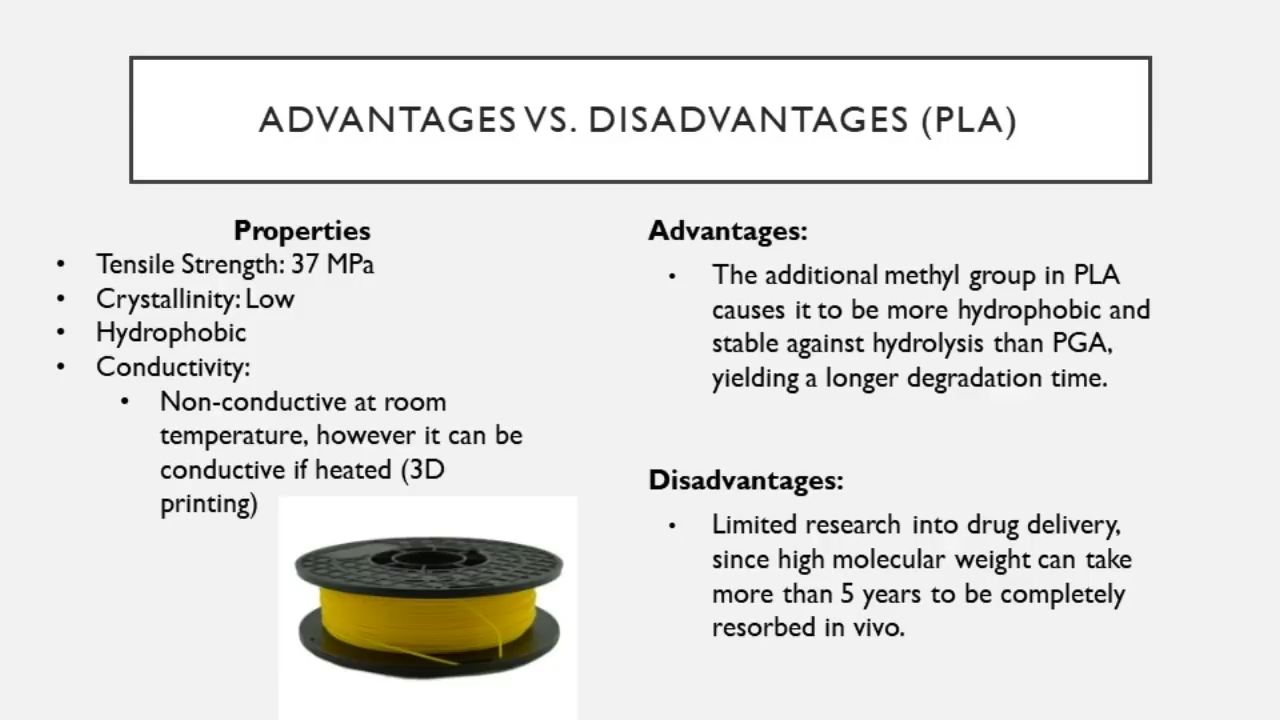 ADVANTAGES VS. DISADVANTAGES (PLA)
Properties
• Tensile Strength: 37 MPa
• Crystallinity: Low
• Hydrophobic
• Conductivity:
• Non-conductive at room
temperature, however it can be
conductive if heated (3D
printing)
Advantages:
• The additional methyl group in PLA
causes it to be more hydrophobic and
stable against hydrolysis than PGA,
yielding a longer degradation time.
Disadvantages:
• Limited research into drug delivery,
since high molecular weight can take
more than 5 years to be completely
resorbed in vivo.